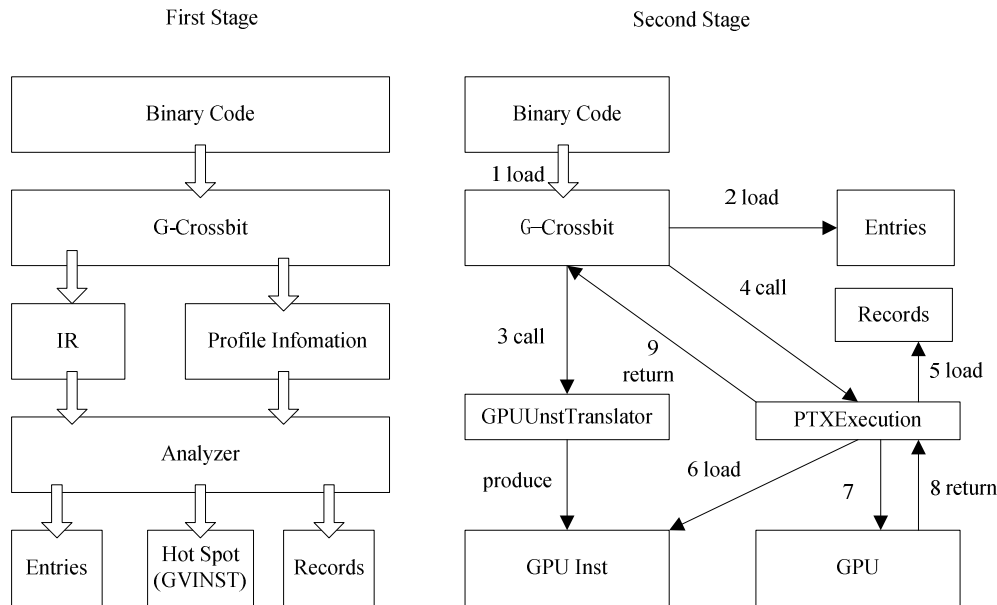 First Stage
Second Stage
Binary Code
G-Crossbit
IR
Profile Infomation
Analyzer
Entries
Hot Spot
(GVINST)
Records
Binary Code
1 load
G-Crossbit
2 load
Entries
3 call
4 call
9
return
Records
5 load
GPUUnstTranslator
PTXExecution
produce
6 load
7
8 return
GPU Inst
GPU